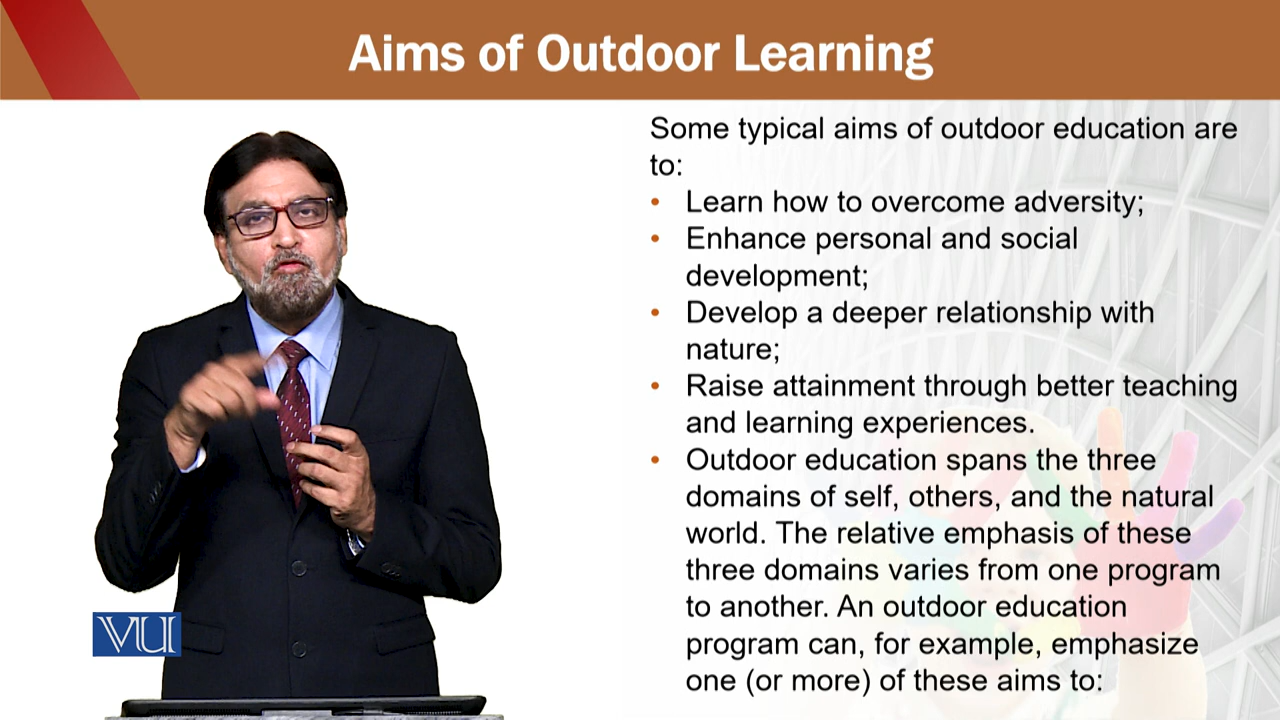 Aims of Outdoor Learning
Some typical aims of outdoor education are
to:
• Learn how to overcome adversity;
• Enhance personal and social
development;
• Develop a deeper relationship with
nature;
• Raise attainment through better teaching
and learning experiences.
• Outdoor education spans the three
domains of self, others, and the natural
world. The relative emphasis of these
three domains varies from one program
to another. An outdoor education
program can, for example, emphasize
one (or more) of these aims to:
VU